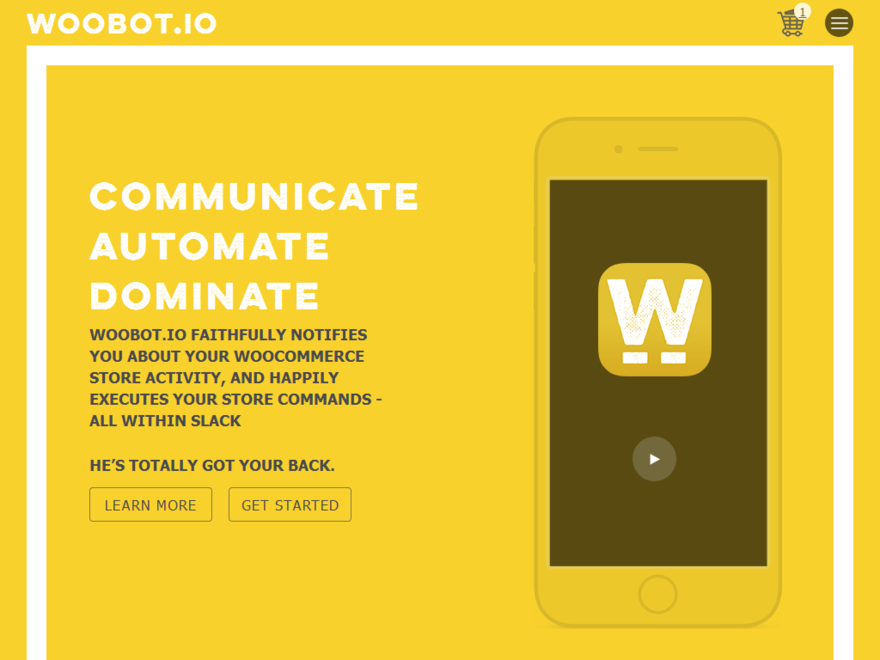 WOOBOT.IO
1
COMMUNICATE
AUTOMATE
DOMINATE
WOOBOT.IO FAITHFULLY NOTIFIES
YOU ABOUT YOUR WOOCOMMERCE
STORE ACTIVITY, AND HAPPILY
EXECUTES YOUR STORE COMMANDS -
ALL WITHIN SLACK
HE’S TOTALLY GOT YOUR BACK.
LEARN MORE
GET STARTED
W